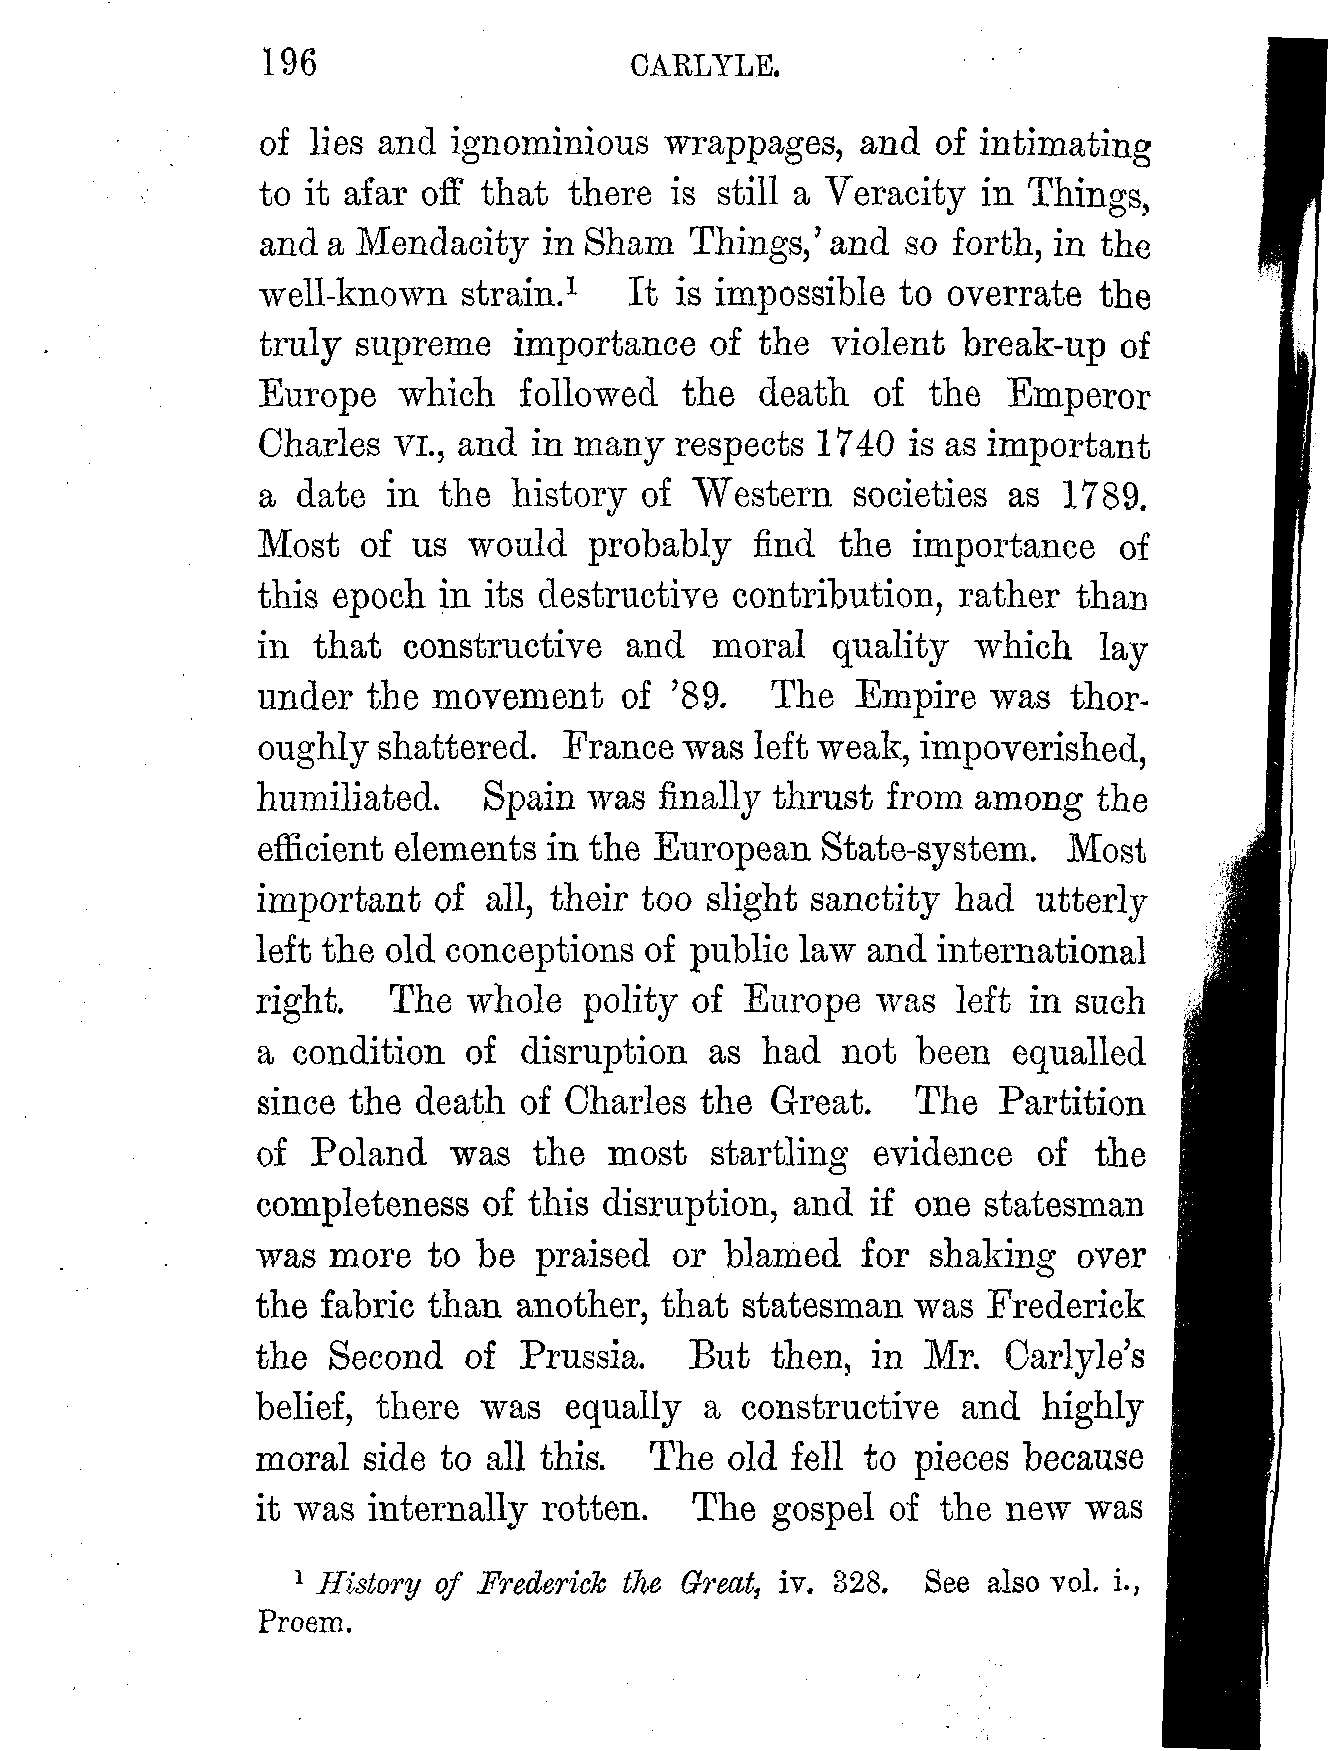 196 CARLYLE.
of lies and ignominious wrappages, and of intimating
to it afar off that there is still a Veracity in Things,
and a Mendacity in Sham Things,' and so forth, in the
well-known strain.¹ It is impossible to overrate the
truly supreme importance of the violent break-up of
Europe which followed the death of the Emperor
Charles VI., and in many respects 1740 is as important
a date in the history of Western societies as 1789.
Most of us would probably find the importance of
this epoch in its destructive contribution, rather than
in that constructive and moral quality which lay
under the movement of '89. The Empire was thor-
oughly shattered. France was left weak, impoverished,
humiliated. Spain was finally thrust from among the
efficient elements in the European State-system. Most
important of all, their too slight sanctity had utterly
left the old conceptions of public law and international
right. The whole polity of Europe was left in such
a condition of disruption as had not been equalled
since the death of Charles the Great. The Partition
of Poland was the most startling evidence of the
completeness of this disruption, and if one statesman
was more to be praised or blamed for shaking over
the fabric than another, that statesman was Frederick
the Second of Prussia. But then, in Mr. Carlyle's
belief, there was equally a constructive and highly
moral side to all this. The old fell to pieces because
it was internally rotten. The gospel of the new was
¹ History of Frederick the Great, iv. 328. See also vol. i.,
Proem.